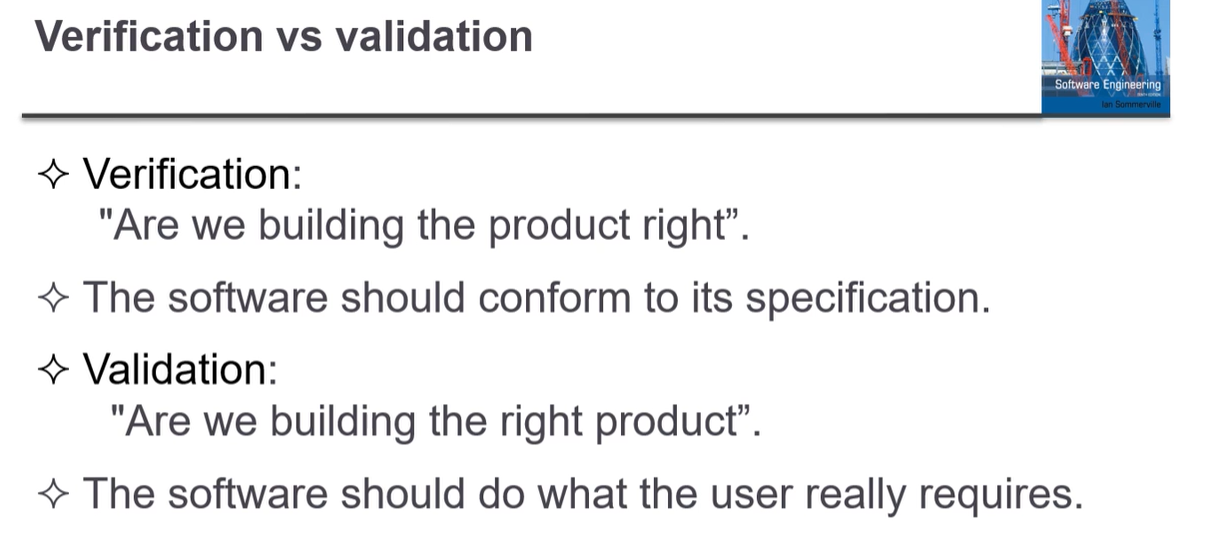 Verification vs validation
Software Engineering
Ian Sommerville
✧ Verification:
"Are we building the product right”.
✧ The software should conform to its specification.
✧ Validation:
"Are we building the right product”.
✧ The software should do what the user really requires.